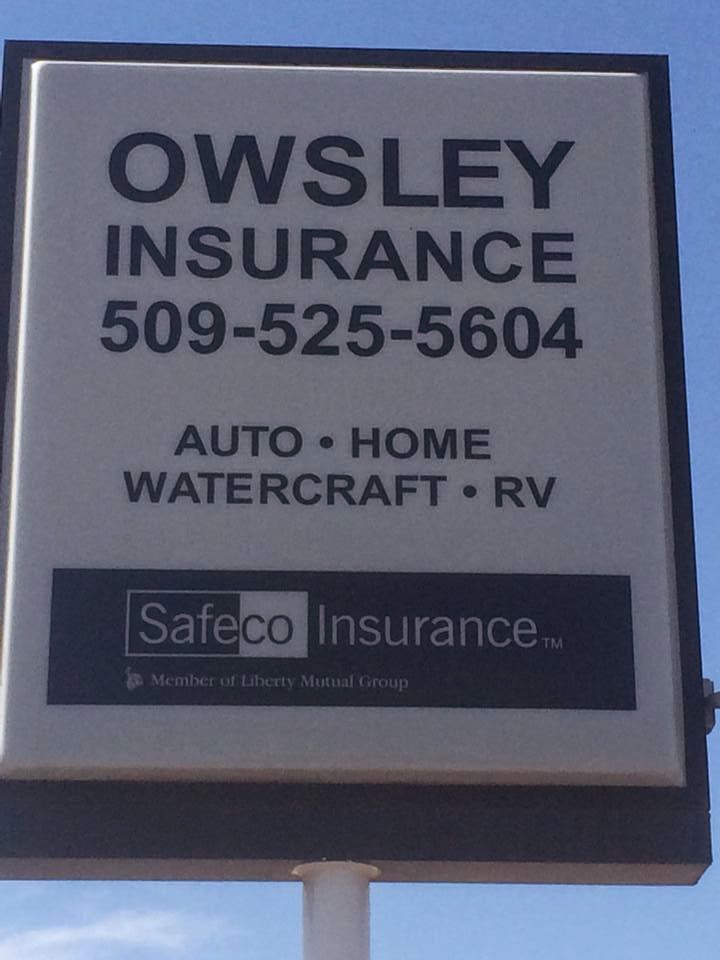 OWSLEY
INSURANCE
509-525-5604
AUTO • HOME
WATERCRAFT • RV
Safeco Insurance™
Member of Liberty Mutual Group